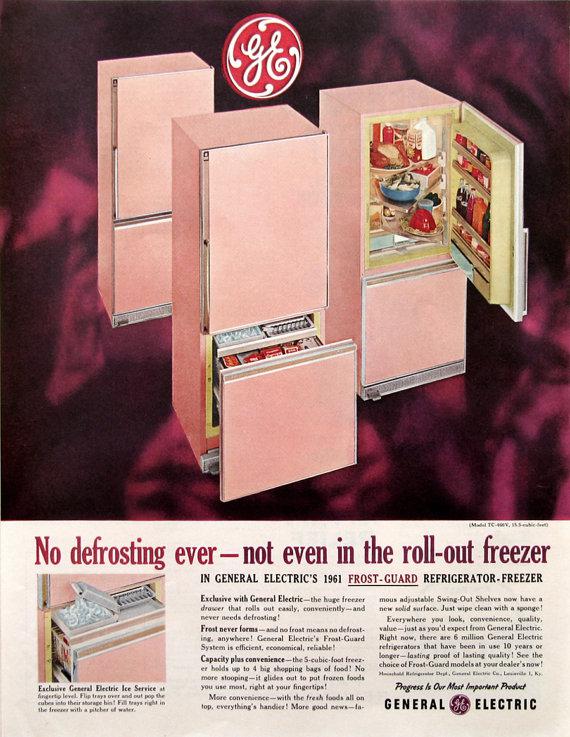 GE
(Model TC-466V, 15.5-cubic-feet)
No defrosting ever—not even in the roll-out freezer
IN GENERAL ELECTRIC'S 1961 FROST-GUARD REFRIGERATOR-FREEZER
Exclusive General Electric Ice Service at
fingertip level. Flip trays over and out pop the
cubes into their storage bin! Fill trays right in
the freezer with a pitcher of water.
Exclusive with General Electric—the huge freezer
drawer that rolls out easily, conveniently—and
never needs defrosting!
Frost never forms—and no frost means no defrost-
ing, anywhere! General Electric's Frost-Guard
System is efficient, economical, reliable!
Capacity plus convenience—the 5-cubic-foot freez-
er holds up to 4 big shopping bags of food! No
more stooping—it glides out to put frozen foods
you use most, right at your fingertips!
More convenience—with the fresh foods all on
top, everything's handier! More good news—fa-
mous adjustable Swing-Out Shelves now have a
new solid surface. Just wipe clean with a sponge!
Everywhere you look, convenience, quality,
value—just as you'd expect from General Electric.
Right now, there are 6 million General Electric
refrigerators that have been in use 10 years or
longer—lasting proof of lasting quality! See the
choice of Frost-Guard models at your dealer's now!
Household Refrigerator Dept., General Electric Co., Louisville 1, Ky.
Progress Is Our Most Important Product
GENERAL GE ELECTRIC